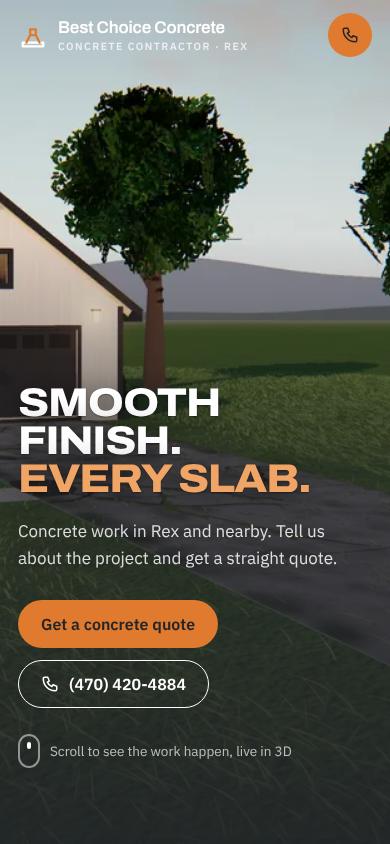 Best Choice Concrete
CONCRETE CONTRACTOR · REX
SMOOTH
FINISH.
EVERY SLAB.
Concrete work in Rex and nearby. Tell us
about the project and get a straight quote.
Get a concrete quote
(470) 420-4884
Scroll to see the work happen, live in 3D